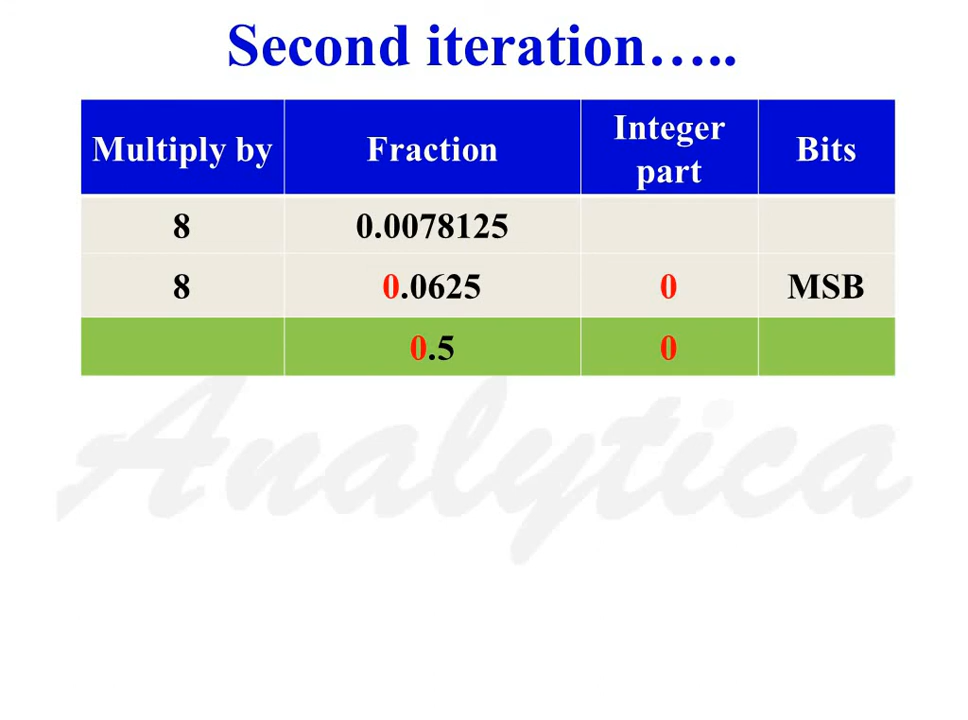 Second iteration…..
Multiply by Fraction Integer part Bits
8 0.0078125
8 0.0625 0 MSB
0.5 0
Analytica